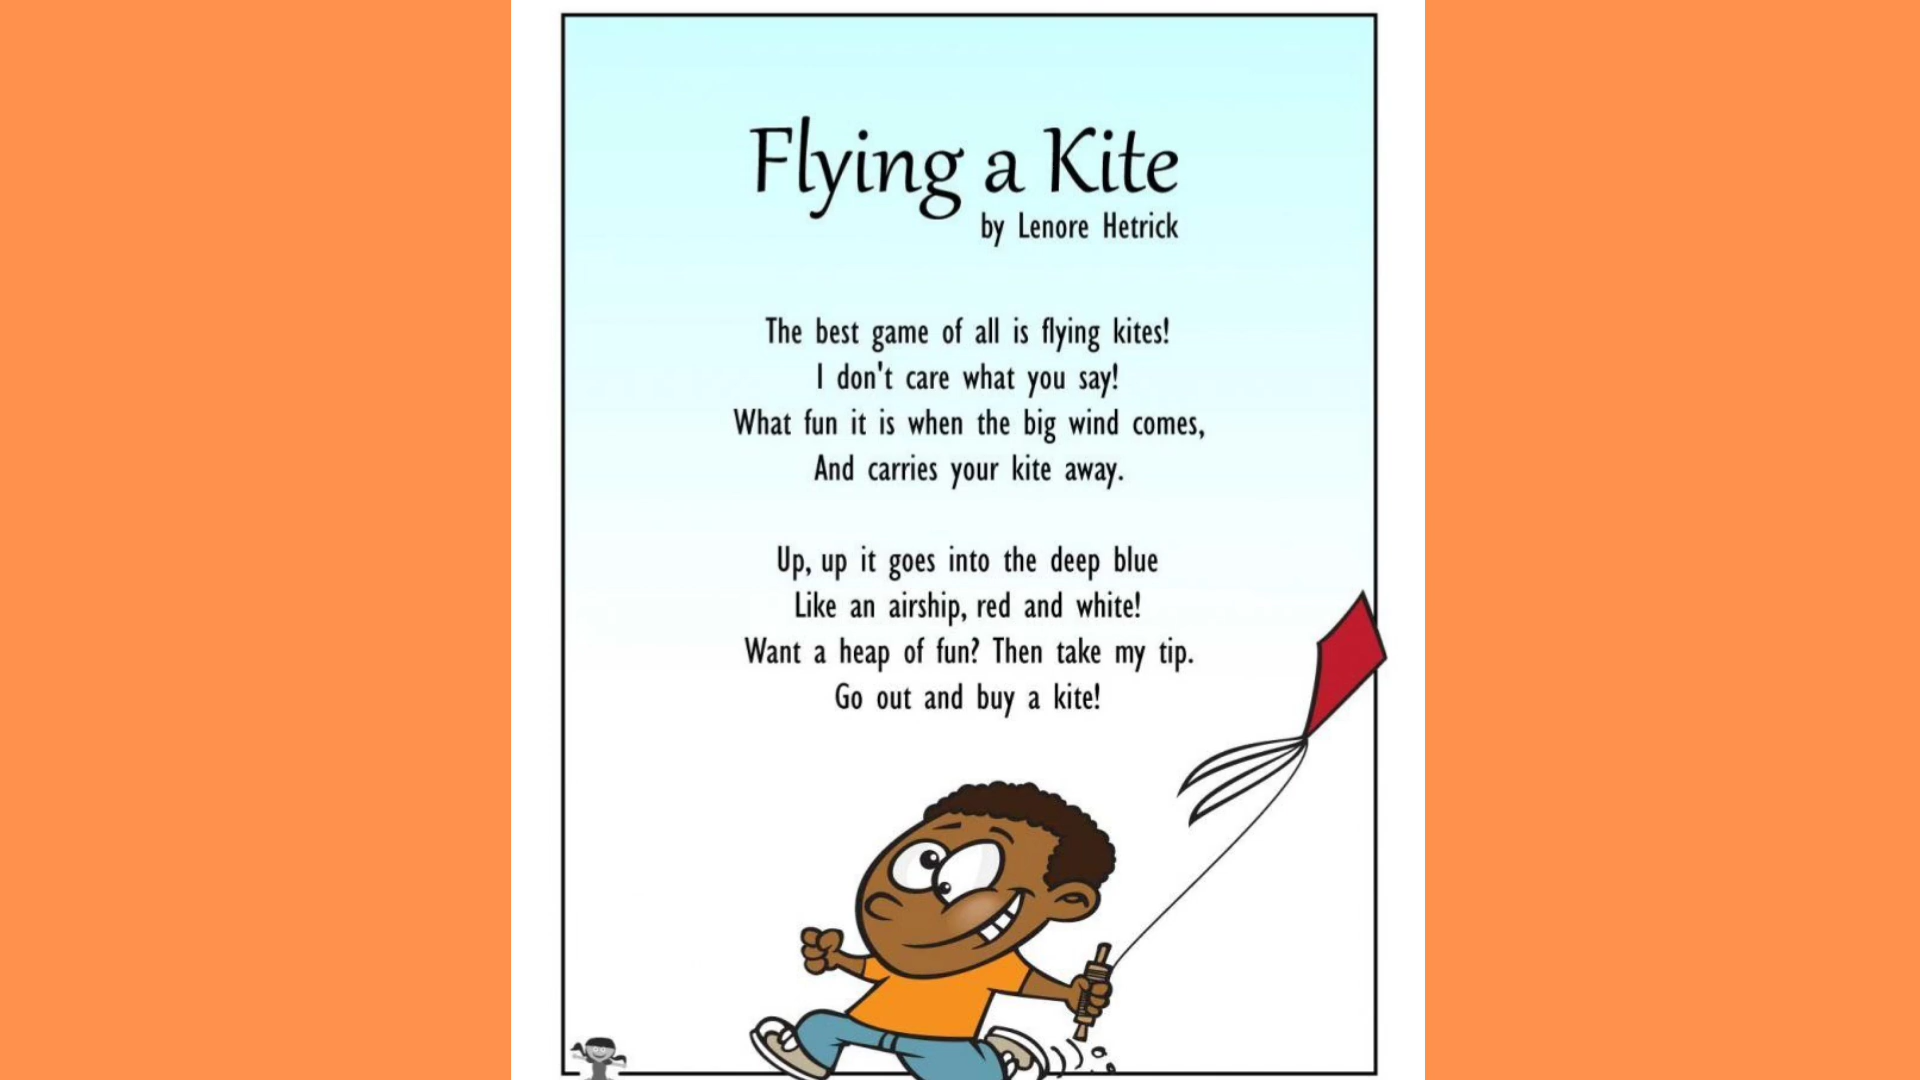 Flying a Kite
by Lenore Hetrick
The best game of all is flying kites!
I don't care what you say!
What fun it is when the big wind comes,
And carries your kite away.
Up, up it goes into the deep blue
Like an airship, red and white!
Want a heap of fun? Then take my tip.
Go out and buy a kite!